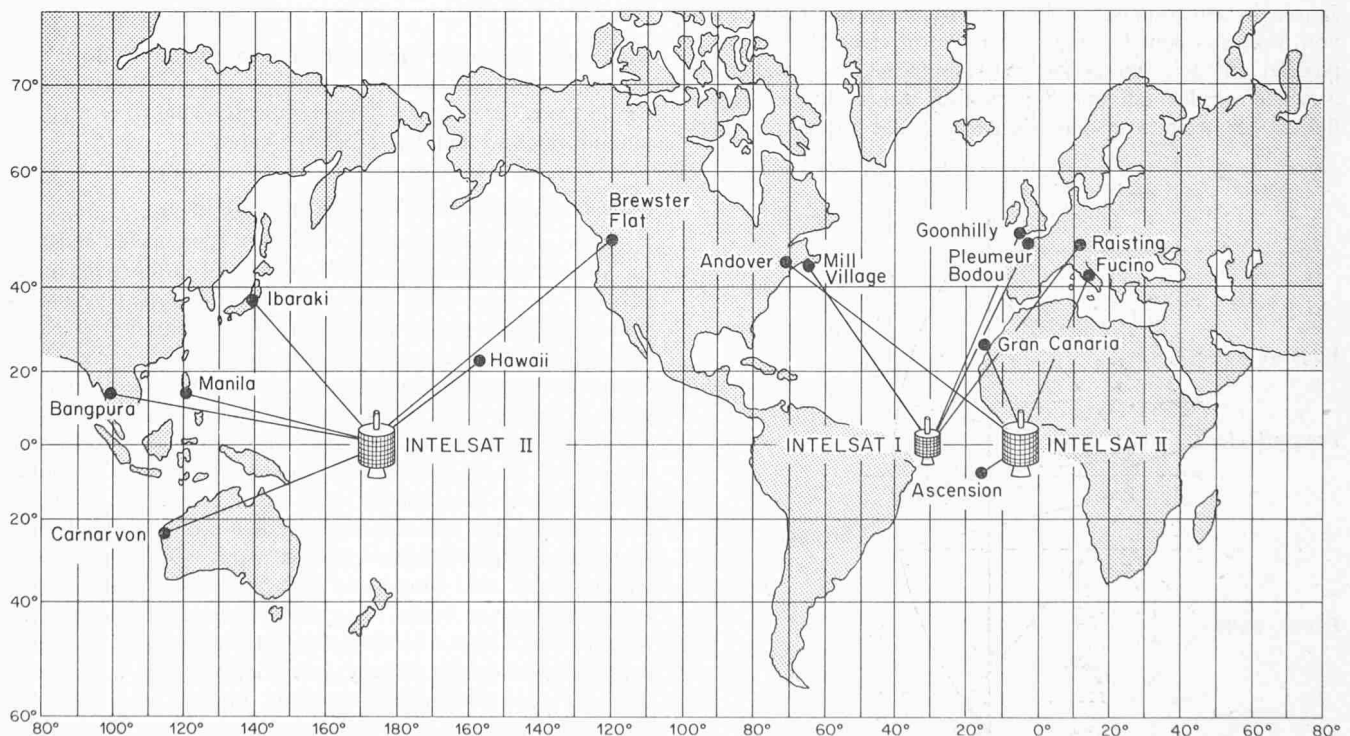 70°
60°
Brewster
Flat
Goonhilly
Andover
Mill
Village
Pleumeur
Bodou
Raisting
Fucino
40°
Ibaraki
Gran Canaria
Hawaii
20°
Manila
Bangpura
INTELSAT II
INTELSAT I
INTELSAT II
0°
Ascension
20°
Carnarvon
40°
60°
80° 100° 120° 140° 160° 180° 160° 140° 120° 100° 80° 60° 40° 20° 0° 20° 40° 60° 80°